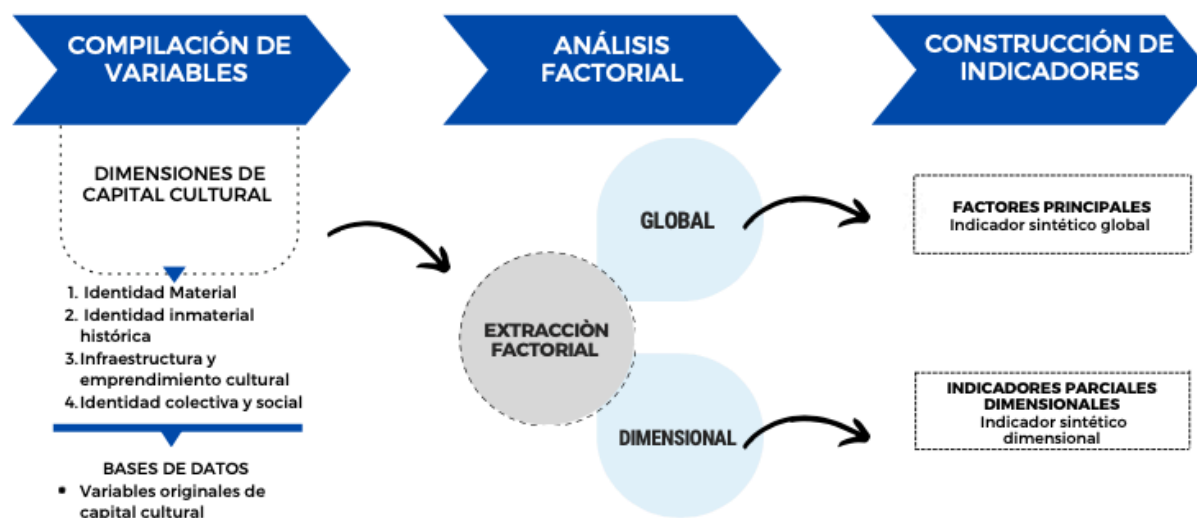 COMPILACIÓN DE
VARIABLES
DIMENSIONES DE
CAPITAL CULTURAL
1. Identidad Material
2. Identidad inmaterial
histórica
3. Infraestructura y
emprendimiento cultural
4. Identidad colectiva y social
BASES DE DATOS
• Variables originales de
capital cultural
ANÁLISIS
FACTORIAL
GLOBAL
EXTRACCIÒN
FACTORIAL
DIMENSIONAL
CONSTRUCCIÓN DE
INDICADORES
FACTORES PRINCIPALES
Indicador sintético global
INDICADORES PARCIALES
DIMENSIONALES
Indicador sintético
dimensional